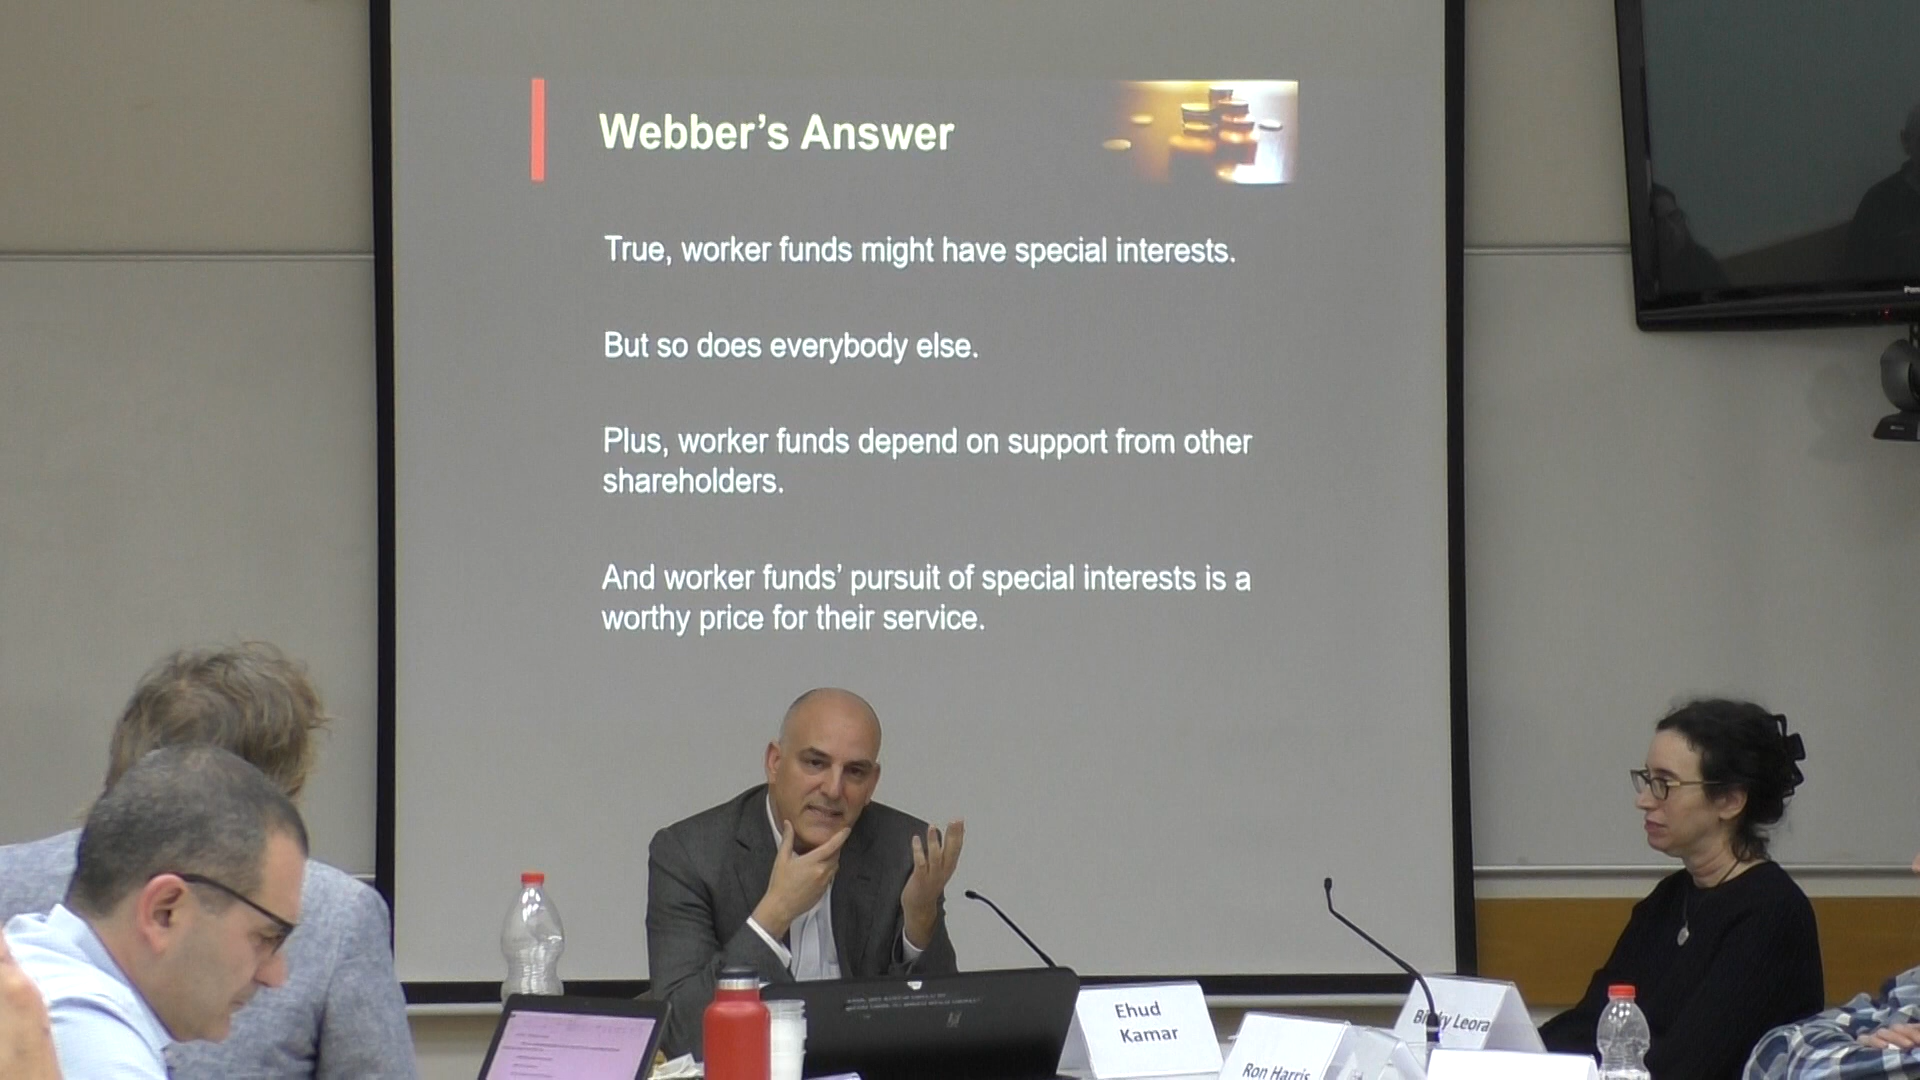 Webber's Answer
True, worker funds might have special interests.
But so does everybody else.
Plus, worker funds depend on support from other
shareholders.
And worker funds' pursuit of special interests is a
worthy price for their service.
Ehud
Kamar
Leora
Ron Harris